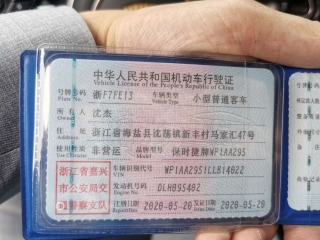 中华人民共和国机动车行驶证
Vehicle License of the People's Republic of China
号牌号码 浙F7FE13 车辆类型 小型普通客车
Plate No. Vehicle Type
所有人 沈杰
Owner
住址 浙江省海盐县沈荡镇新丰村马家汇47号
Address
使用性质 非营运 品牌型号 保时捷牌WP1AA295
Use Character Model
浙江省嘉兴市公安局交警察支队
车辆识别代号 WP1AA2951LLB14022
VIN
发动机号码 DLH095402
Engine No.
注册日期 2020-05-20 发证日期 2020-05-20
Register Date Issue Date